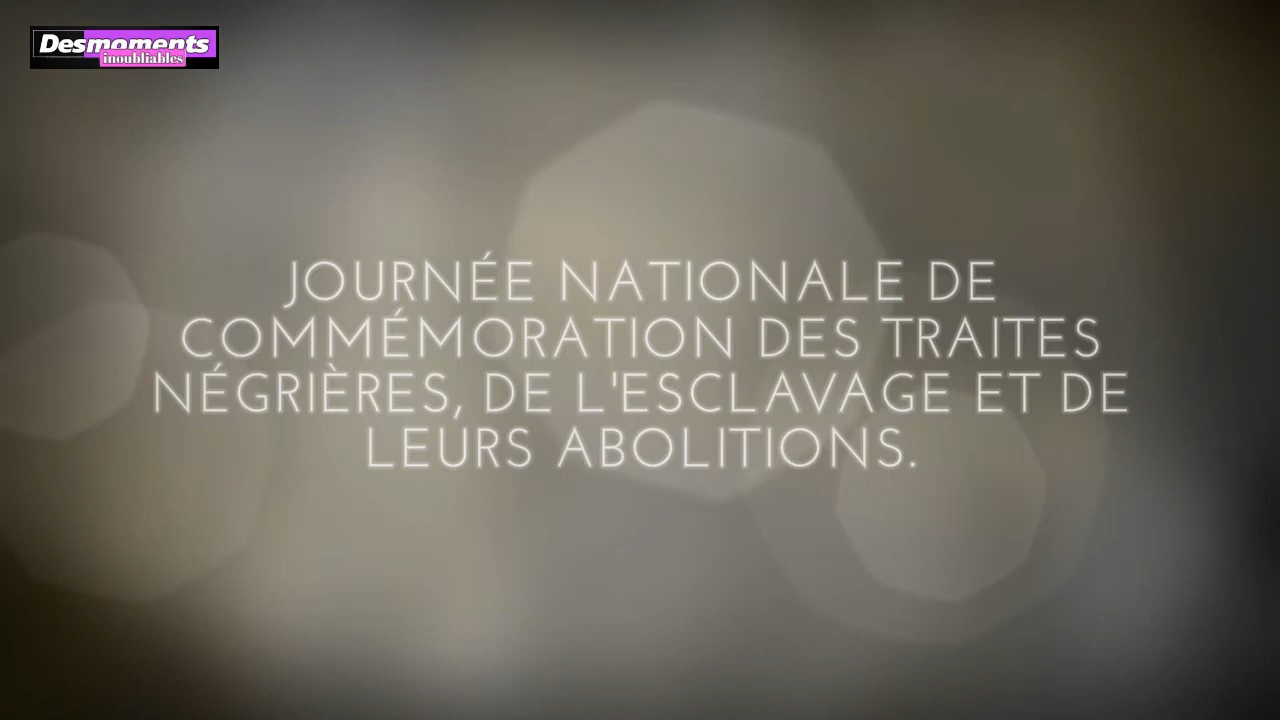 Desmoments
inoubliables
JOURNÉE NATIONALE DE
COMMÉMORATION DES TRAITES
NÉGRIÈRES, DE L'ESCLAVAGE ET DE
LEURS ABOLITIONS.